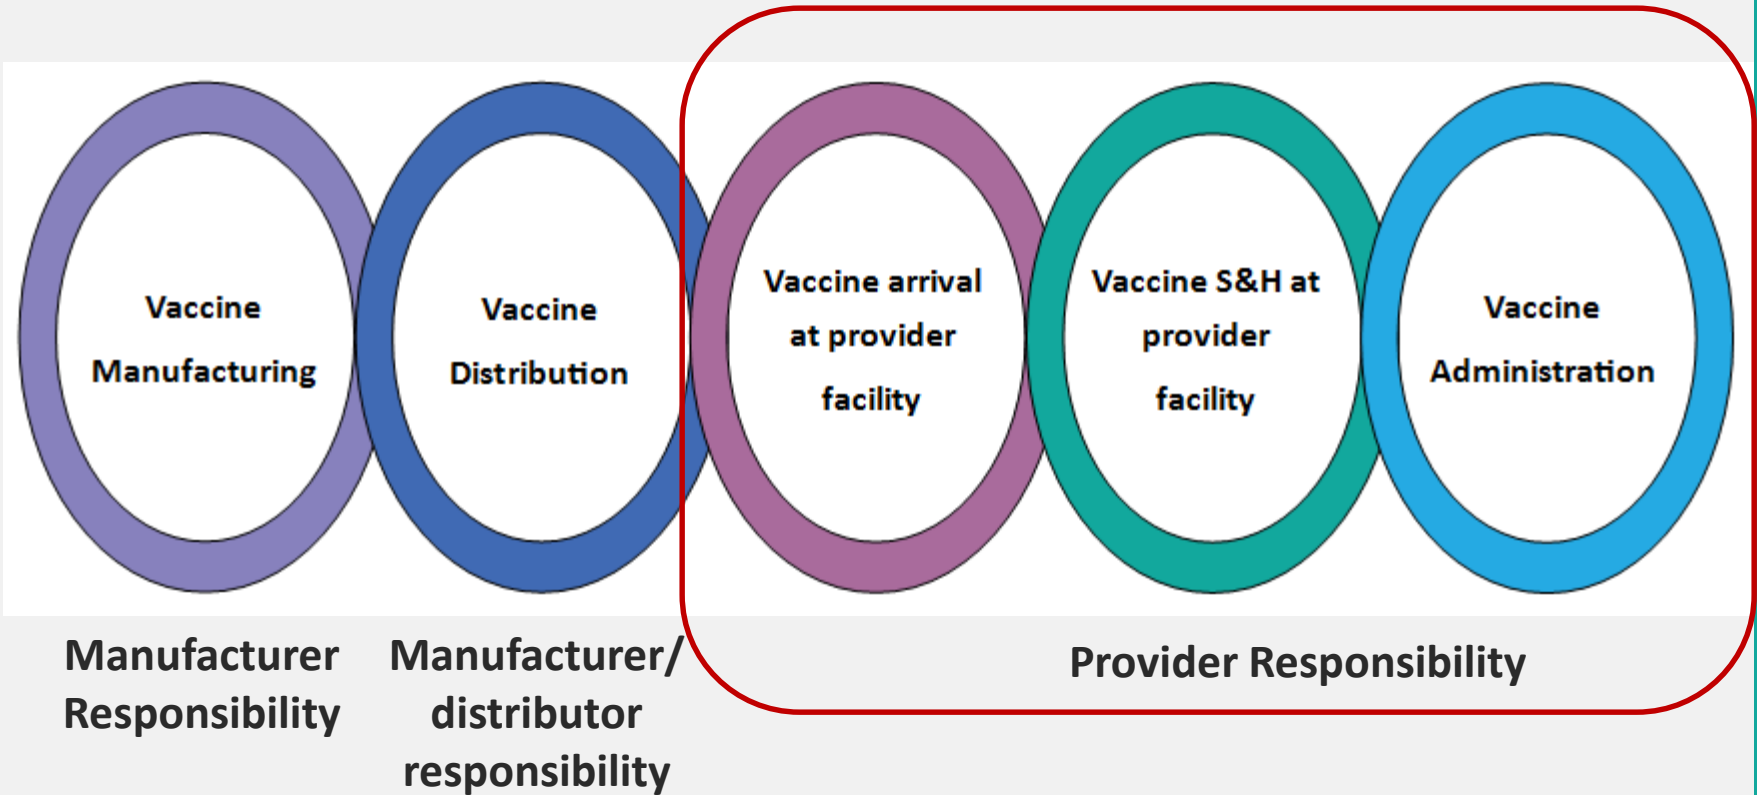 Vaccine
Manufacturing
Vaccine
Distribution
Vaccine arrival
at provider
facility
Vaccine S&H at
provider
facility
Vaccine
Administration
Manufacturer
Responsibility
Manufacturer/
distributor
responsibility
Provider Responsibility